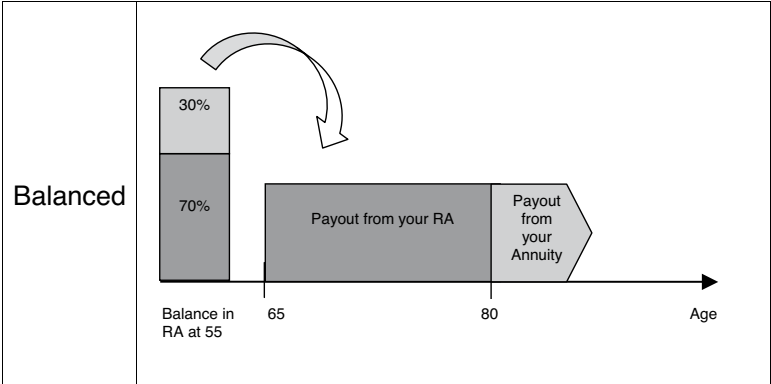 Balanced
30%
70%
Payout from your RA
Payout
from
your
Annuity
Balance in
RA at 55
65
80
Age